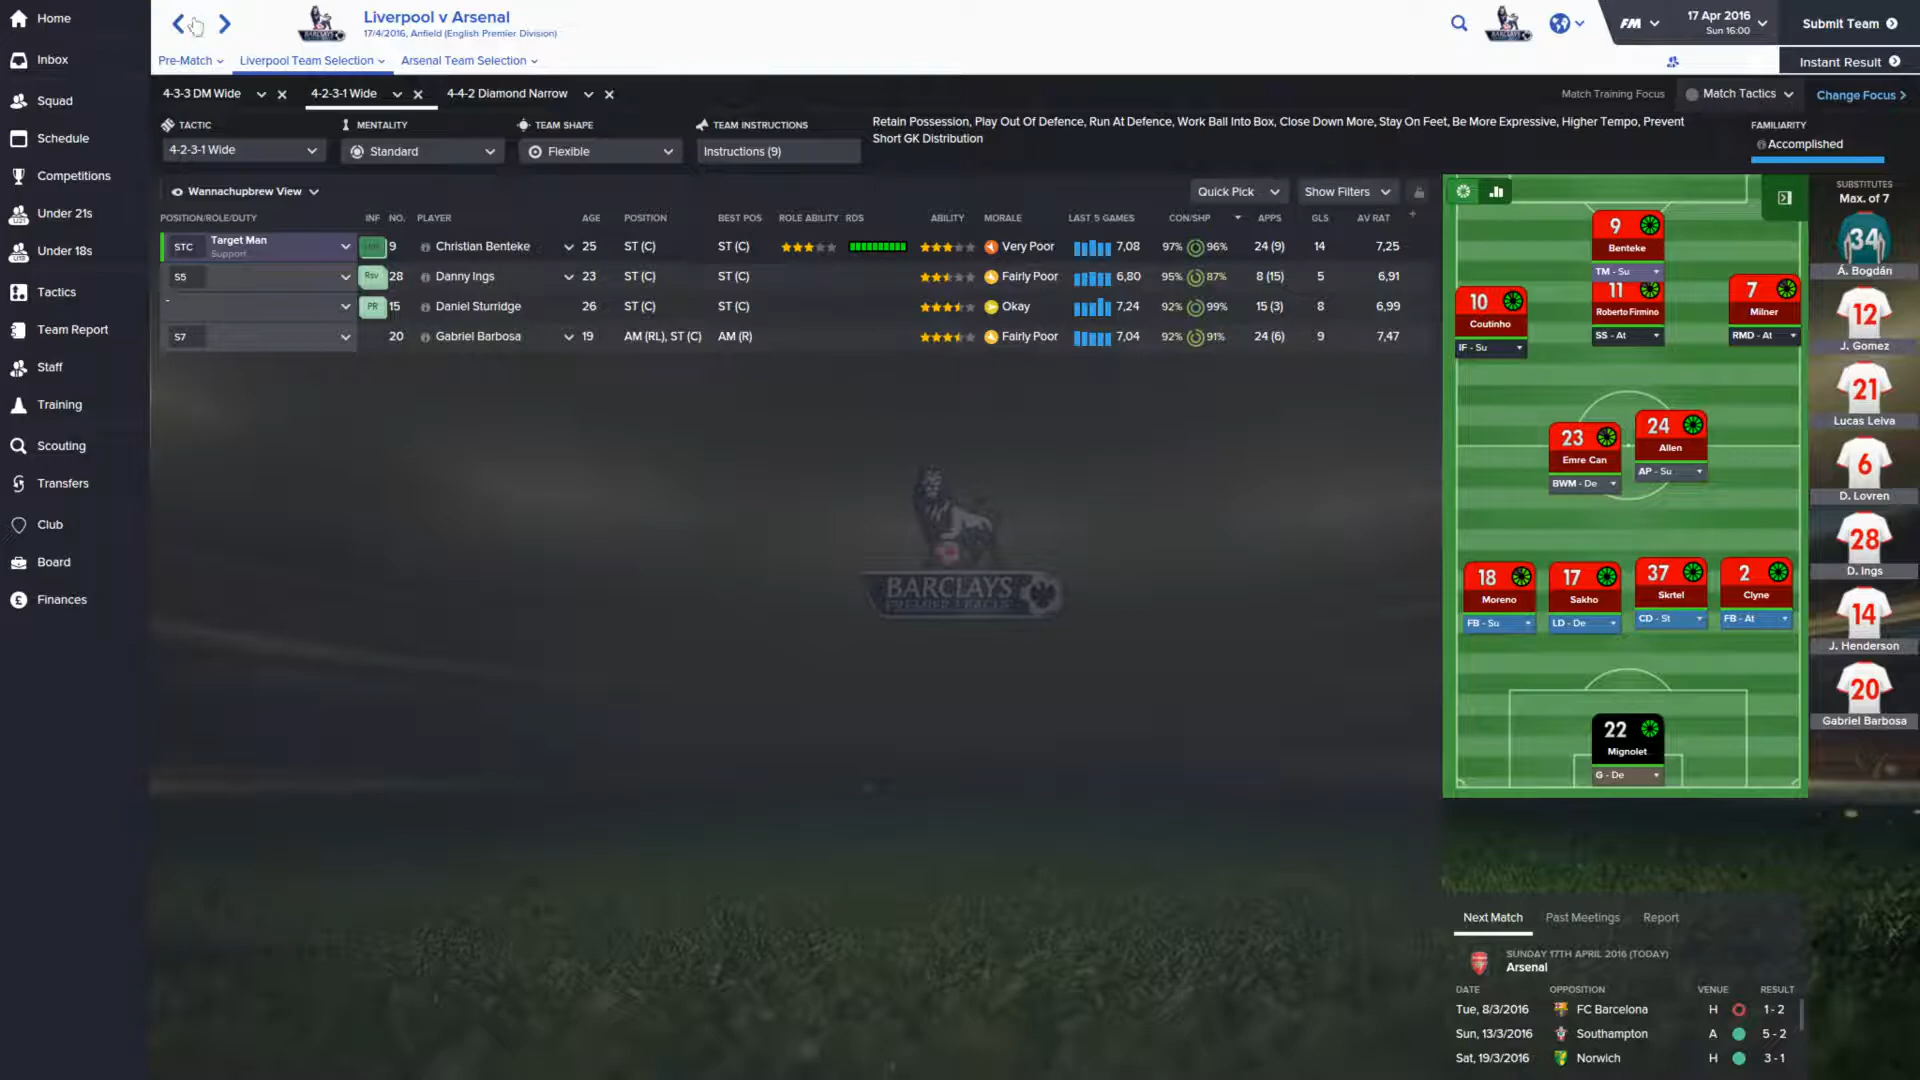 Home
Inbox
Squad
Schedule
Competitions
Under 21s
Under 18s
Tactics
Team Report
Staff
Training
Scouting
Transfers
Club
Board
Finances
Liverpool v Arsenal
17/4/2016, Anfield (English Premier Division)
FM
17 Apr 2016
Sun 16:00
Submit Team
Pre-Match
Liverpool Team Selection
Arsenal Team Selection
Instant Result
4-3-3 DM Wide
4-2-3-1 Wide
4-4-2 Diamond Narrow
Match Training Focus
Match Tactics
Change Focus >
TACTIC
MENTALITY
TEAM SHAPE
TEAM INSTRUCTIONS
4-2-3-1 Wide
Standard
Flexible
Instructions (9)
Retain Possession, Play Out Of Defence, Run At Defence, Work Ball Into Box, Close Down More, Stay On Feet, Be More Expressive, Higher Tempo, Prevent
Short GK Distribution
FAMILIARITY
Accomplished
Wannachupbrew View
Quick Pick
Show Filters
POSITION/ROLE/DUTY INF NO. PLAYER AGE POSITION BEST POS ROLE ABILITY RDS ABILITY MORALE LAST 5 GAMES CON/SHP APPS GLS AV RAT +
STC Target Man Support 9 Christian Benteke 25 ST (C) ST (C) Very Poor 7,08 97% 96% 24 (9) 14 7,25
S5 Rsv 28 Danny Ings 23 ST (C) ST (C) Fairly Poor 6,80 95% 87% 8 (15) 5 6,91
- PR 15 Daniel Sturridge 26 ST (C) ST (C) Okay 7,24 92% 99% 15 (3) 8 6,99
S7 20 Gabriel Barbosa 19 AM (RL), ST (C) AM (R) Fairly Poor 7,04 92% 91% 24 (6) 9 7,47
BARCLAYS
PREMIER LEAGUE
9
Benteke
TM - Su
10
Coutinho
IF - Su
11
Roberto Firmino
SS - At
7
Milner
RMD - At
23
Emre Can
BWM - De
24
Allen
AP - Su
18
Moreno
FB - Su
17
Sakho
LD - De
37
Skrtel
CD - St
2
Clyne
FB - At
22
Mignolet
G - De
SUBSTITUTES
Max. of 7
34
Á. Bogdán
12
J. Gomez
21
Lucas Leiva
6
D. Lovren
28
D. Ings
14
J. Henderson
20
Gabriel Barbosa
Next Match
Past Meetings
Report
SUNDAY 17TH APRIL 2016 (TODAY)
Arsenal
DATE OPPOSITION VENUE RESULT
Tue, 8/3/2016 FC Barcelona H 1 - 2
Sun, 13/3/2016 Southampton A 5 - 2
Sat, 19/3/2016 Norwich H 3 - 1